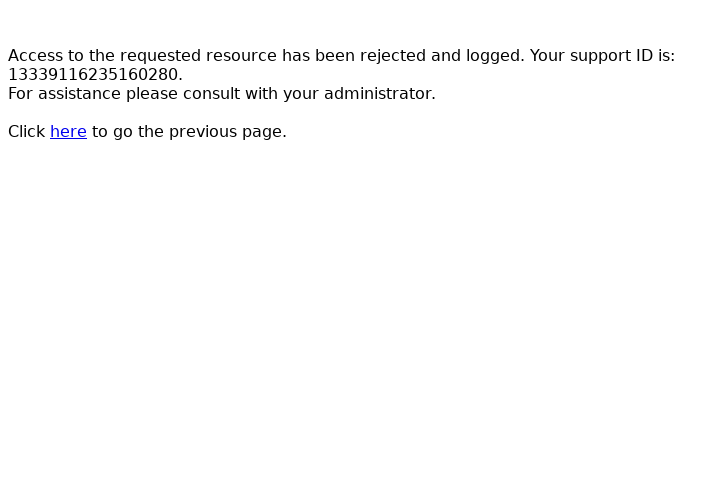 Access to the requested resource has been rejected and logged. Your support ID is:
13339116235160280.
For assistance please consult with your administrator.
Click here to go the previous page.